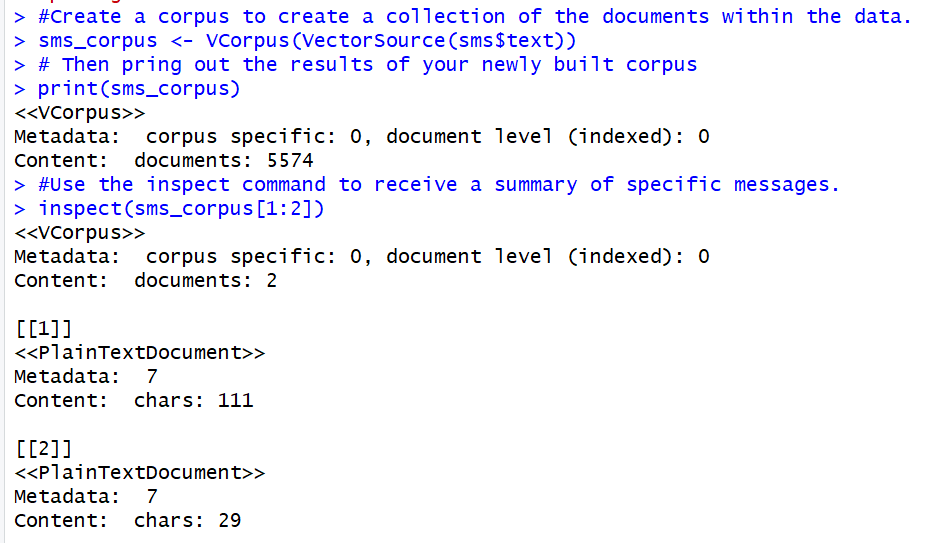 > #Create a corpus to create a collection of the documents within the data.
> sms_corpus <- VCorpus(VectorSource(sms$text))
> # Then pring out the results of your newly built corpus
> print(sms_corpus)
<<VCorpus>>
Metadata:  corpus specific: 0, document level (indexed): 0
Content:  documents: 5574
> #Use the inspect command to receive a summary of specific messages.
> inspect(sms_corpus[1:2])
<<VCorpus>>
Metadata:  corpus specific: 0, document level (indexed): 0
Content:  documents: 2
[[1]]
<<PlainTextDocument>>
Metadata:  7
Content:  chars: 111
[[2]]
<<PlainTextDocument>>
Metadata:  7
Content:  chars: 29